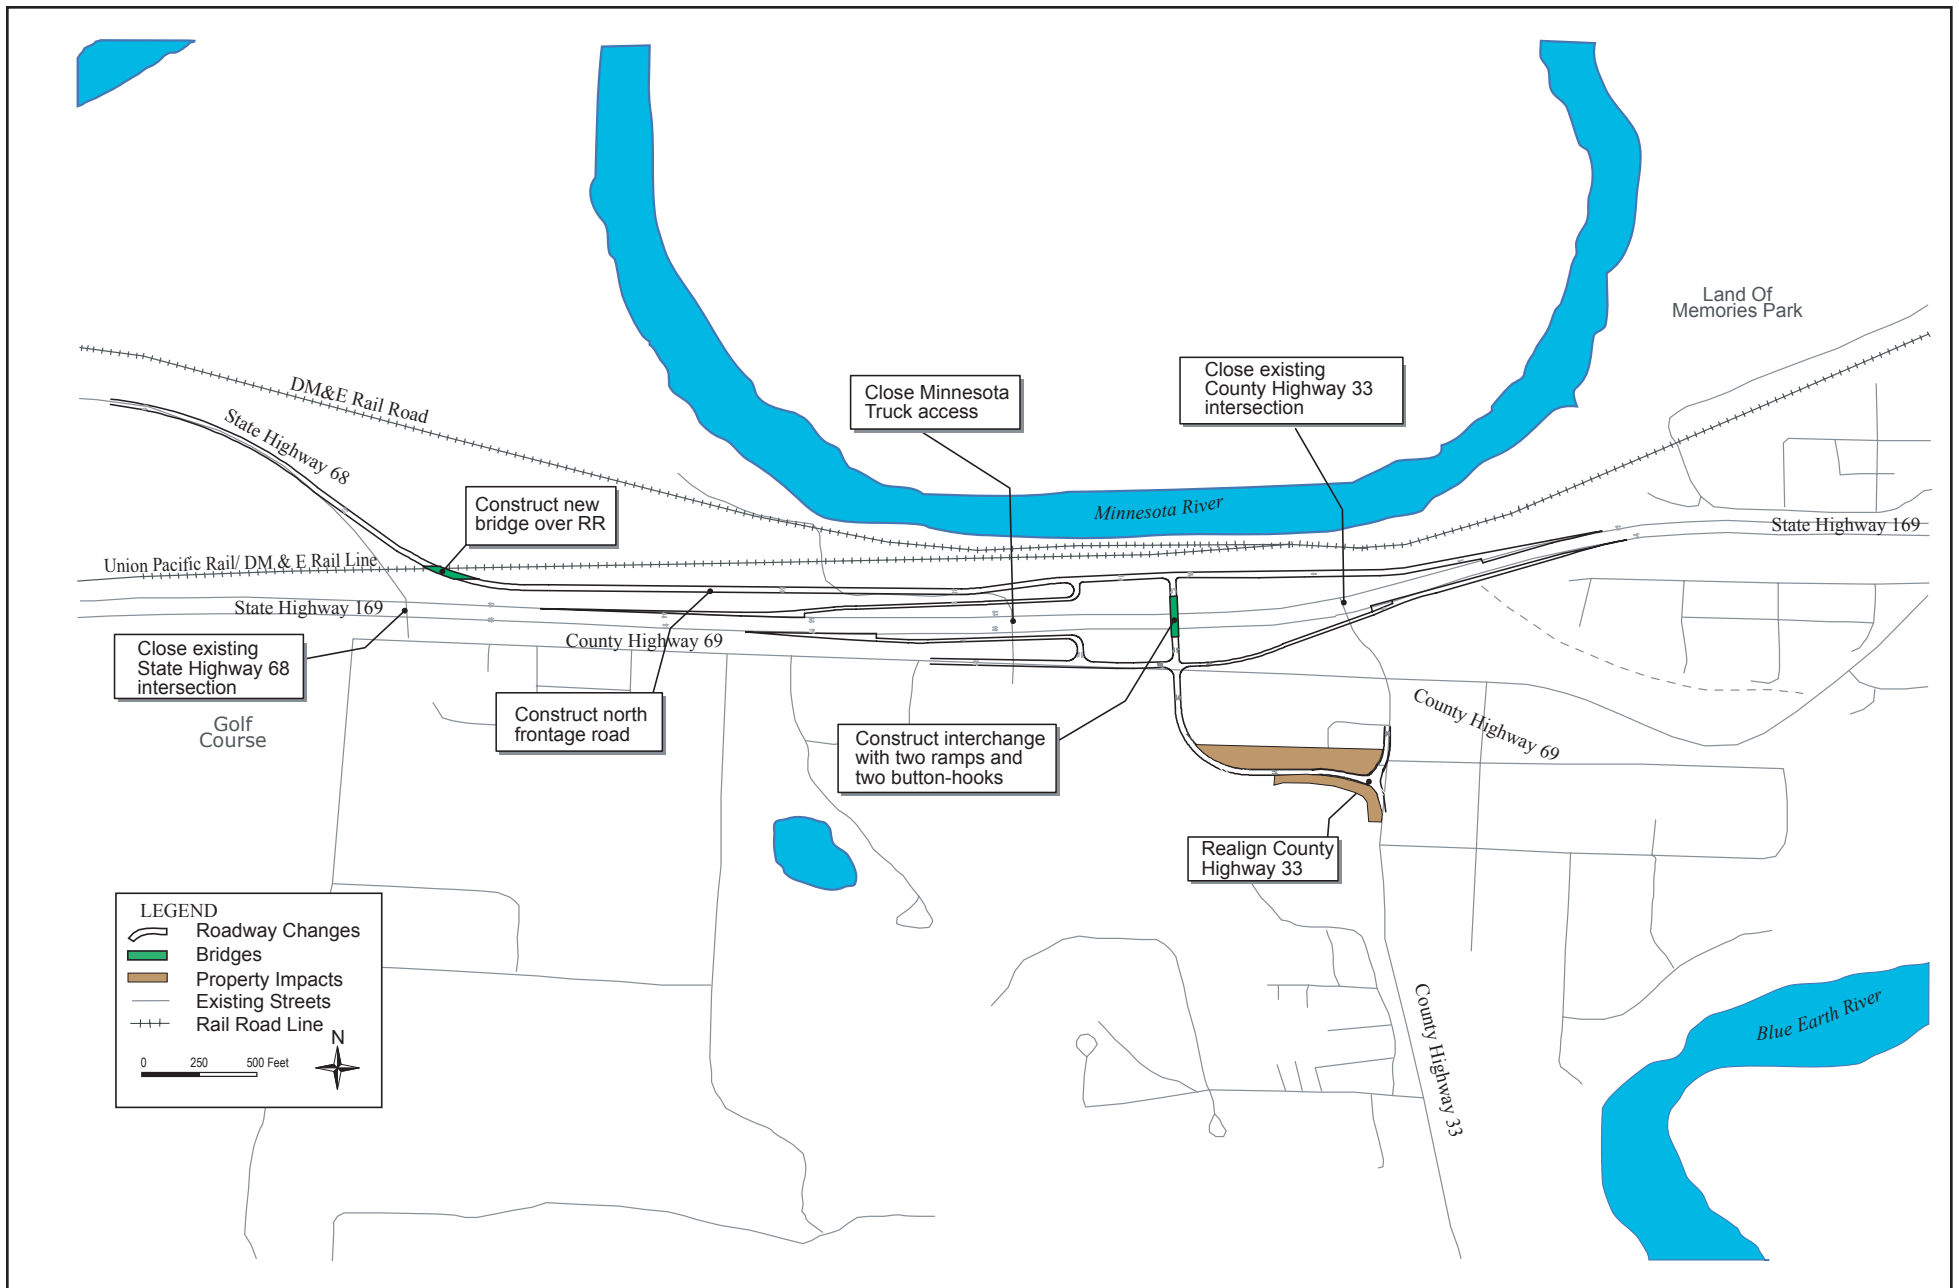 Land Of
Memories Park
DM&E Rail Road
State Highway 68
Close Minnesota
Truck access
Close existing
County Highway 33
intersection
Construct new
bridge over RR
Minnesota River
State Highway 169
Union Pacific Rail/ DM & E Rail Line
State Highway 169
County Highway 69
Close existing
State Highway 68
intersection
Golf
Course
Construct north
frontage road
Construct interchange
with two ramps and
two button-hooks
County Highway 69
Realign County
Highway 33
LEGEND
Roadway Changes
Bridges
Property Impacts
Existing Streets
Rail Road Line
N
0 250 500 Feet
County Highway 33
Blue Earth River